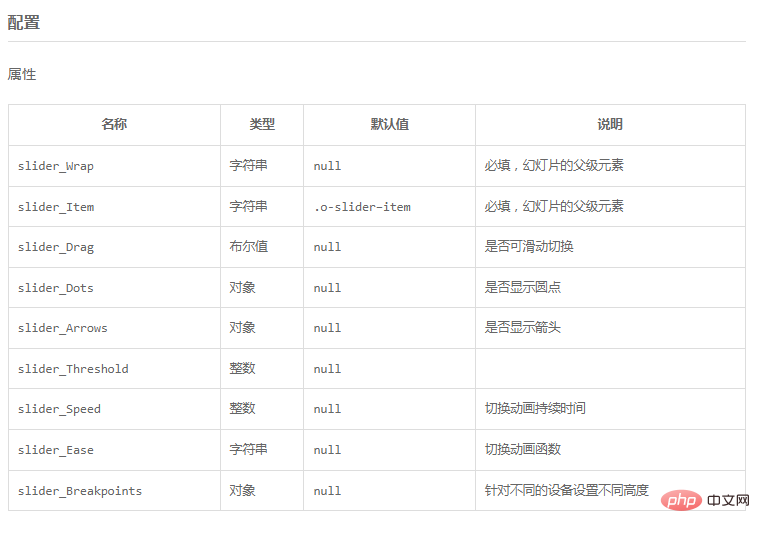 配置
属性
名称 类型 默认值 说明
slider_Wrap 字符串 null 必填，幻灯片的父级元素
slider_Item 字符串 .o-slider-item 必填，幻灯片的父级元素
slider_Drag 布尔值 null 是否可滑动切换
slider_Dots 对象 null 是否显示圆点
slider_Arrows 对象 null 是否显示箭头
slider_Threshold 整数 null
slider_Speed 整数 null 切换动画持续时间
slider_Ease 字符串 null 切换动画函数
slider_Breakpoints 对象 null 针对不同的设备设置不同高度
php 中文网